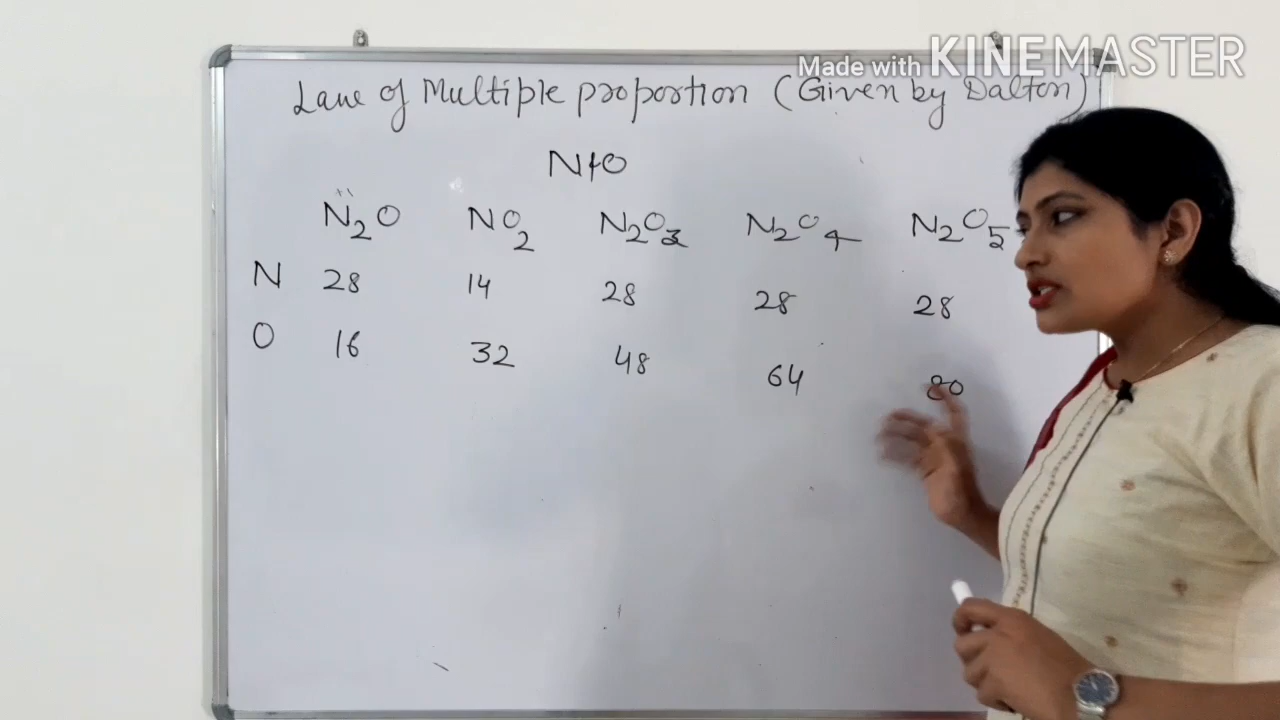 Made with KINEMASTER
Law of Multiple proportion (Given by Dalton)
N+O
N₂O NO₂ N₂O₃ N₂O₄ N₂O₅
N 28 14 28 28 28
O 16 32 48 64 80